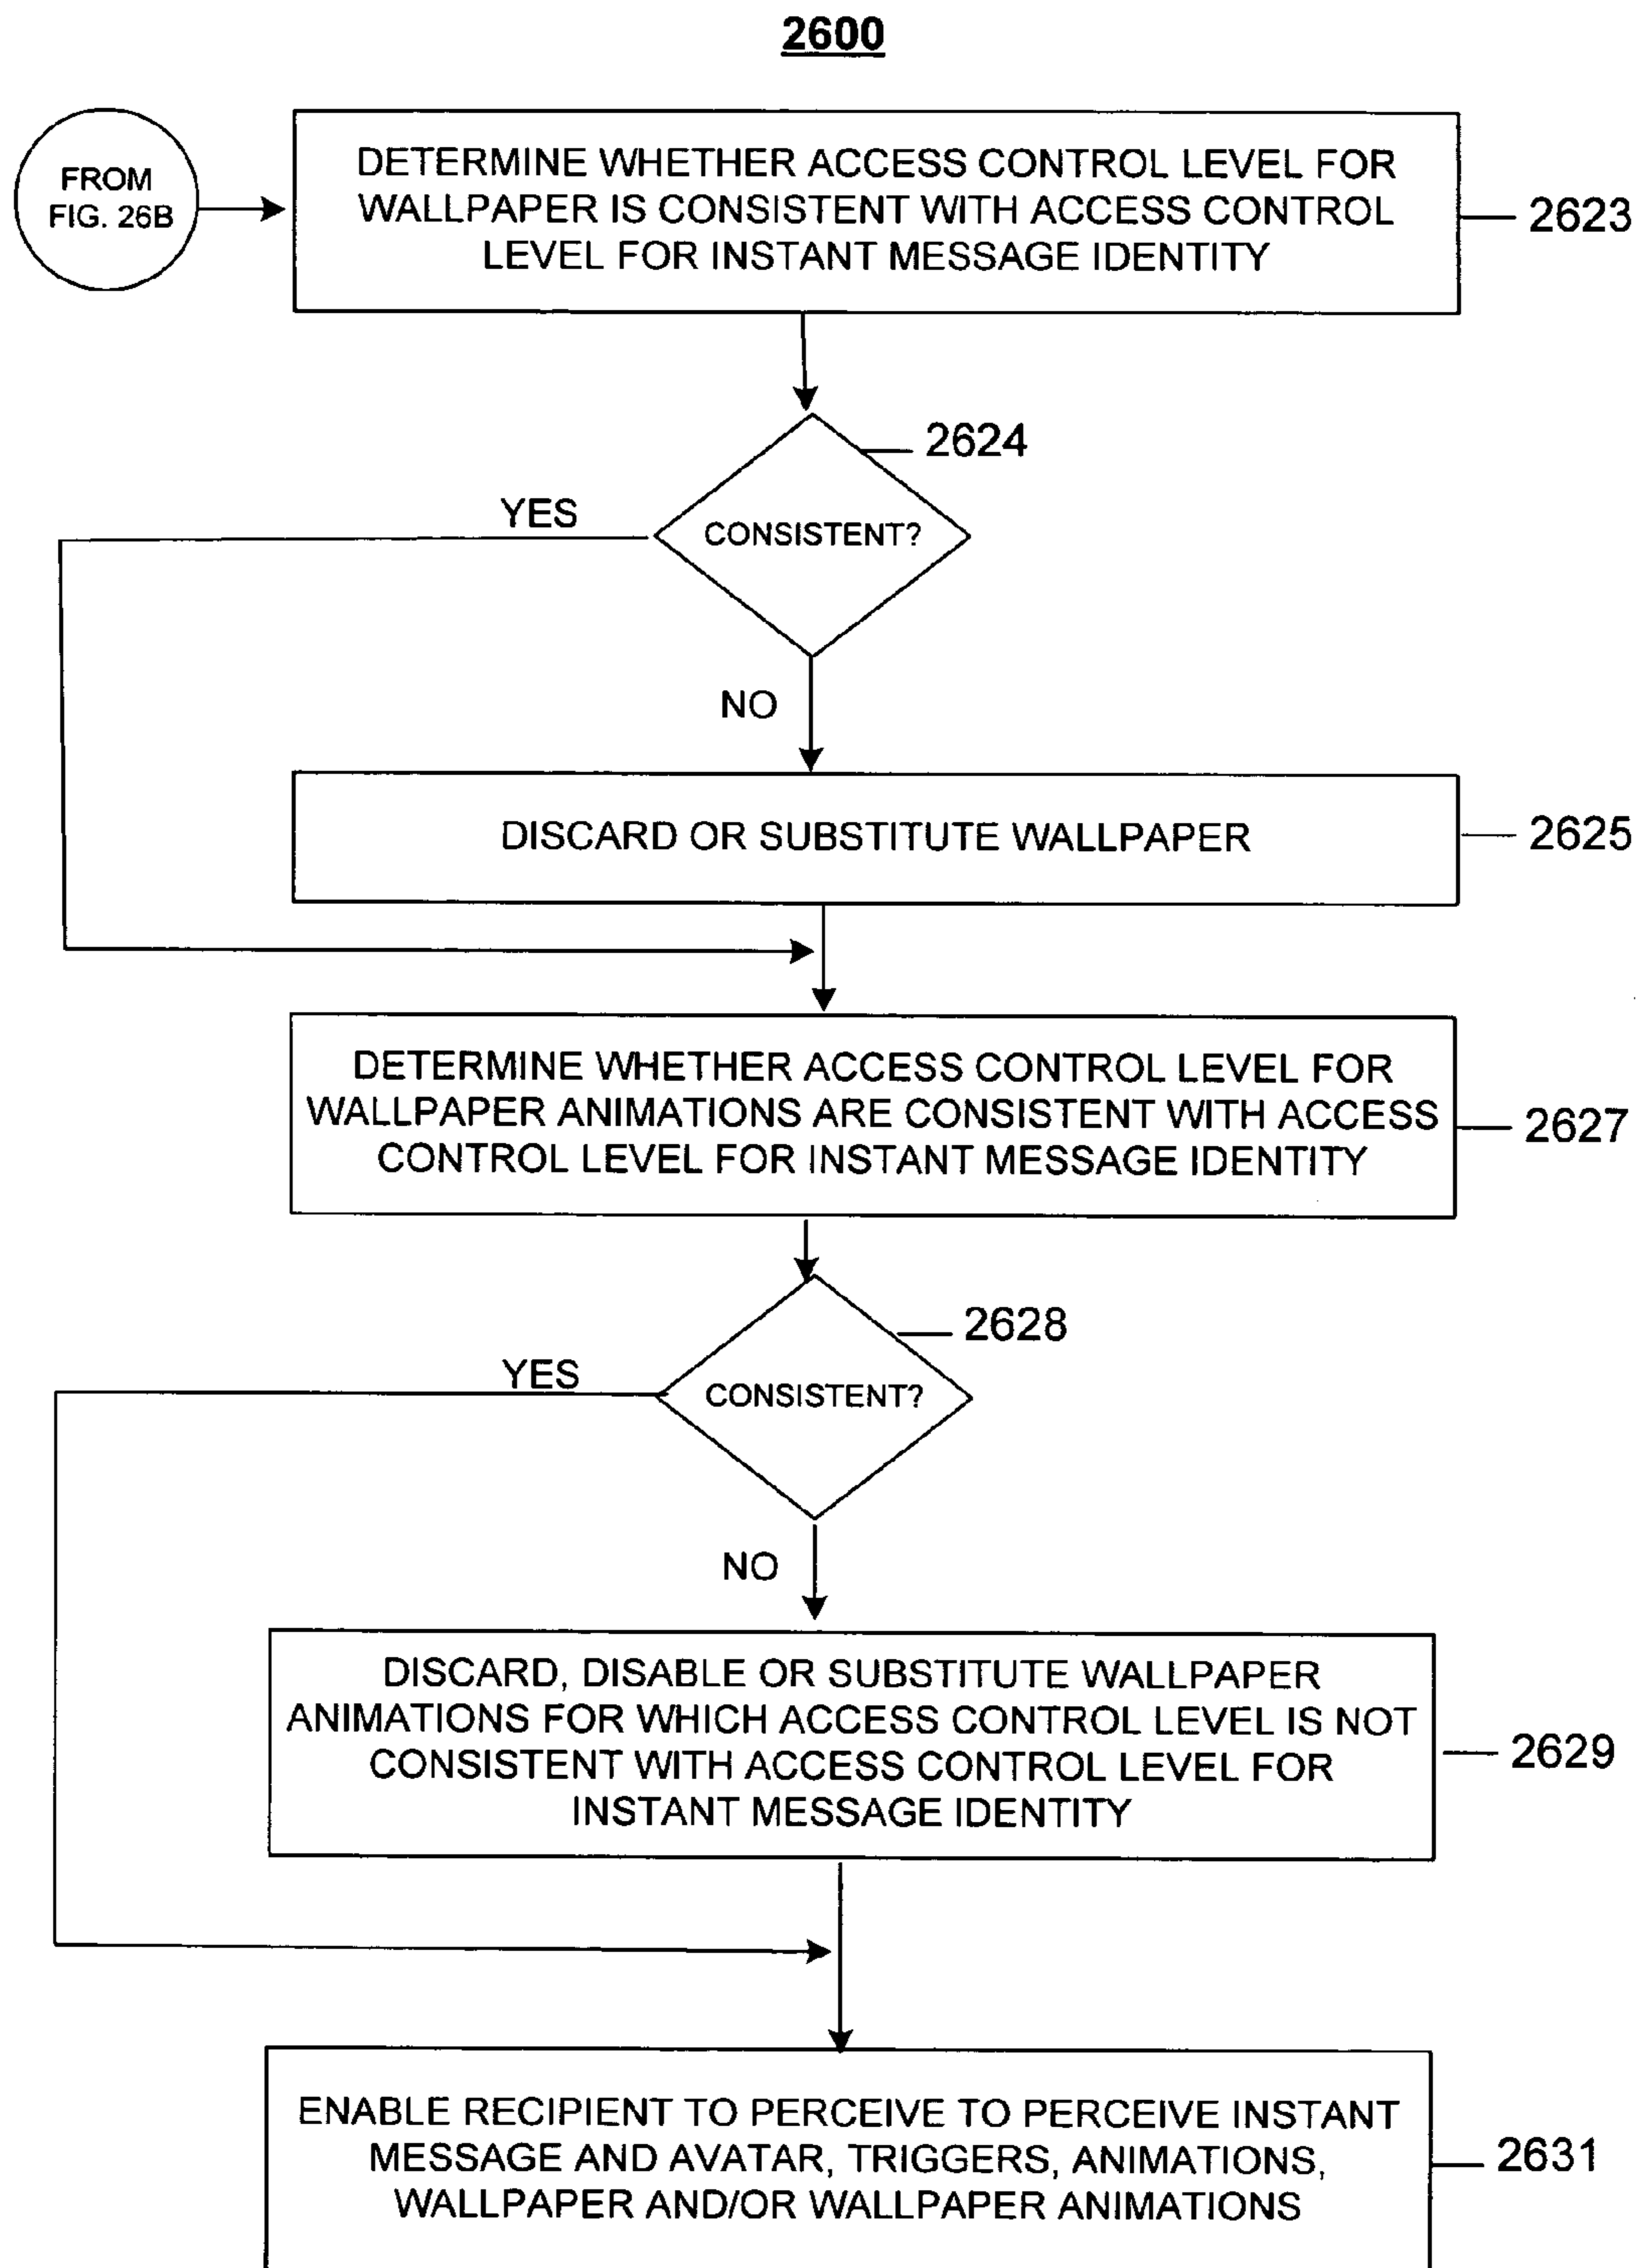 2600
FROM
FIG. 26B
DETERMINE WHETHER ACCESS CONTROL LEVEL FOR
WALLPAPER IS CONSISTENT WITH ACCESS CONTROL
LEVEL FOR INSTANT MESSAGE IDENTITY
2623
2624
YES
CONSISTENT?
NO
DISCARD OR SUBSTITUTE WALLPAPER
2625
DETERMINE WHETHER ACCESS CONTROL LEVEL FOR
WALLPAPER ANIMATIONS ARE CONSISTENT WITH ACCESS
CONTROL LEVEL FOR INSTANT MESSAGE IDENTITY
2627
2628
YES
CONSISTENT?
NO
DISCARD, DISABLE OR SUBSTITUTE WALLPAPER
ANIMATIONS FOR WHICH ACCESS CONTROL LEVEL IS NOT
CONSISTENT WITH ACCESS CONTROL LEVEL FOR
INSTANT MESSAGE IDENTITY
2629
ENABLE RECIPIENT TO PERCEIVE TO PERCEIVE INSTANT
MESSAGE AND AVATAR, TRIGGERS, ANIMATIONS,
WALLPAPER AND/OR WALLPAPER ANIMATIONS
2631